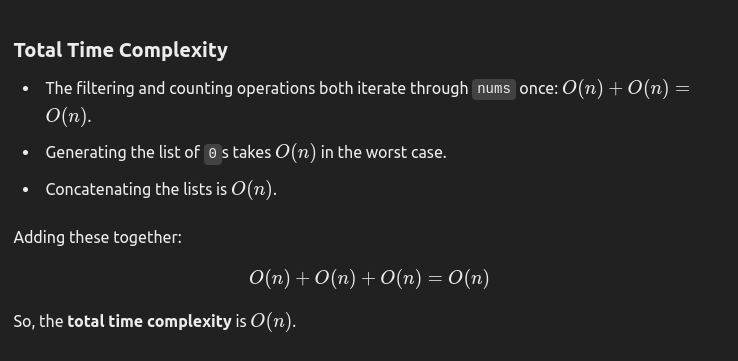 Total Time Complexity
• The filtering and counting operations both iterate through nums once: O(n) + O(n) =
O(n).
• Generating the list of 0s takes O(n) in the worst case.
• Concatenating the lists is O(n).
Adding these together:
O(n) + O(n) + O(n) = O(n)
So, the total time complexity is O(n).